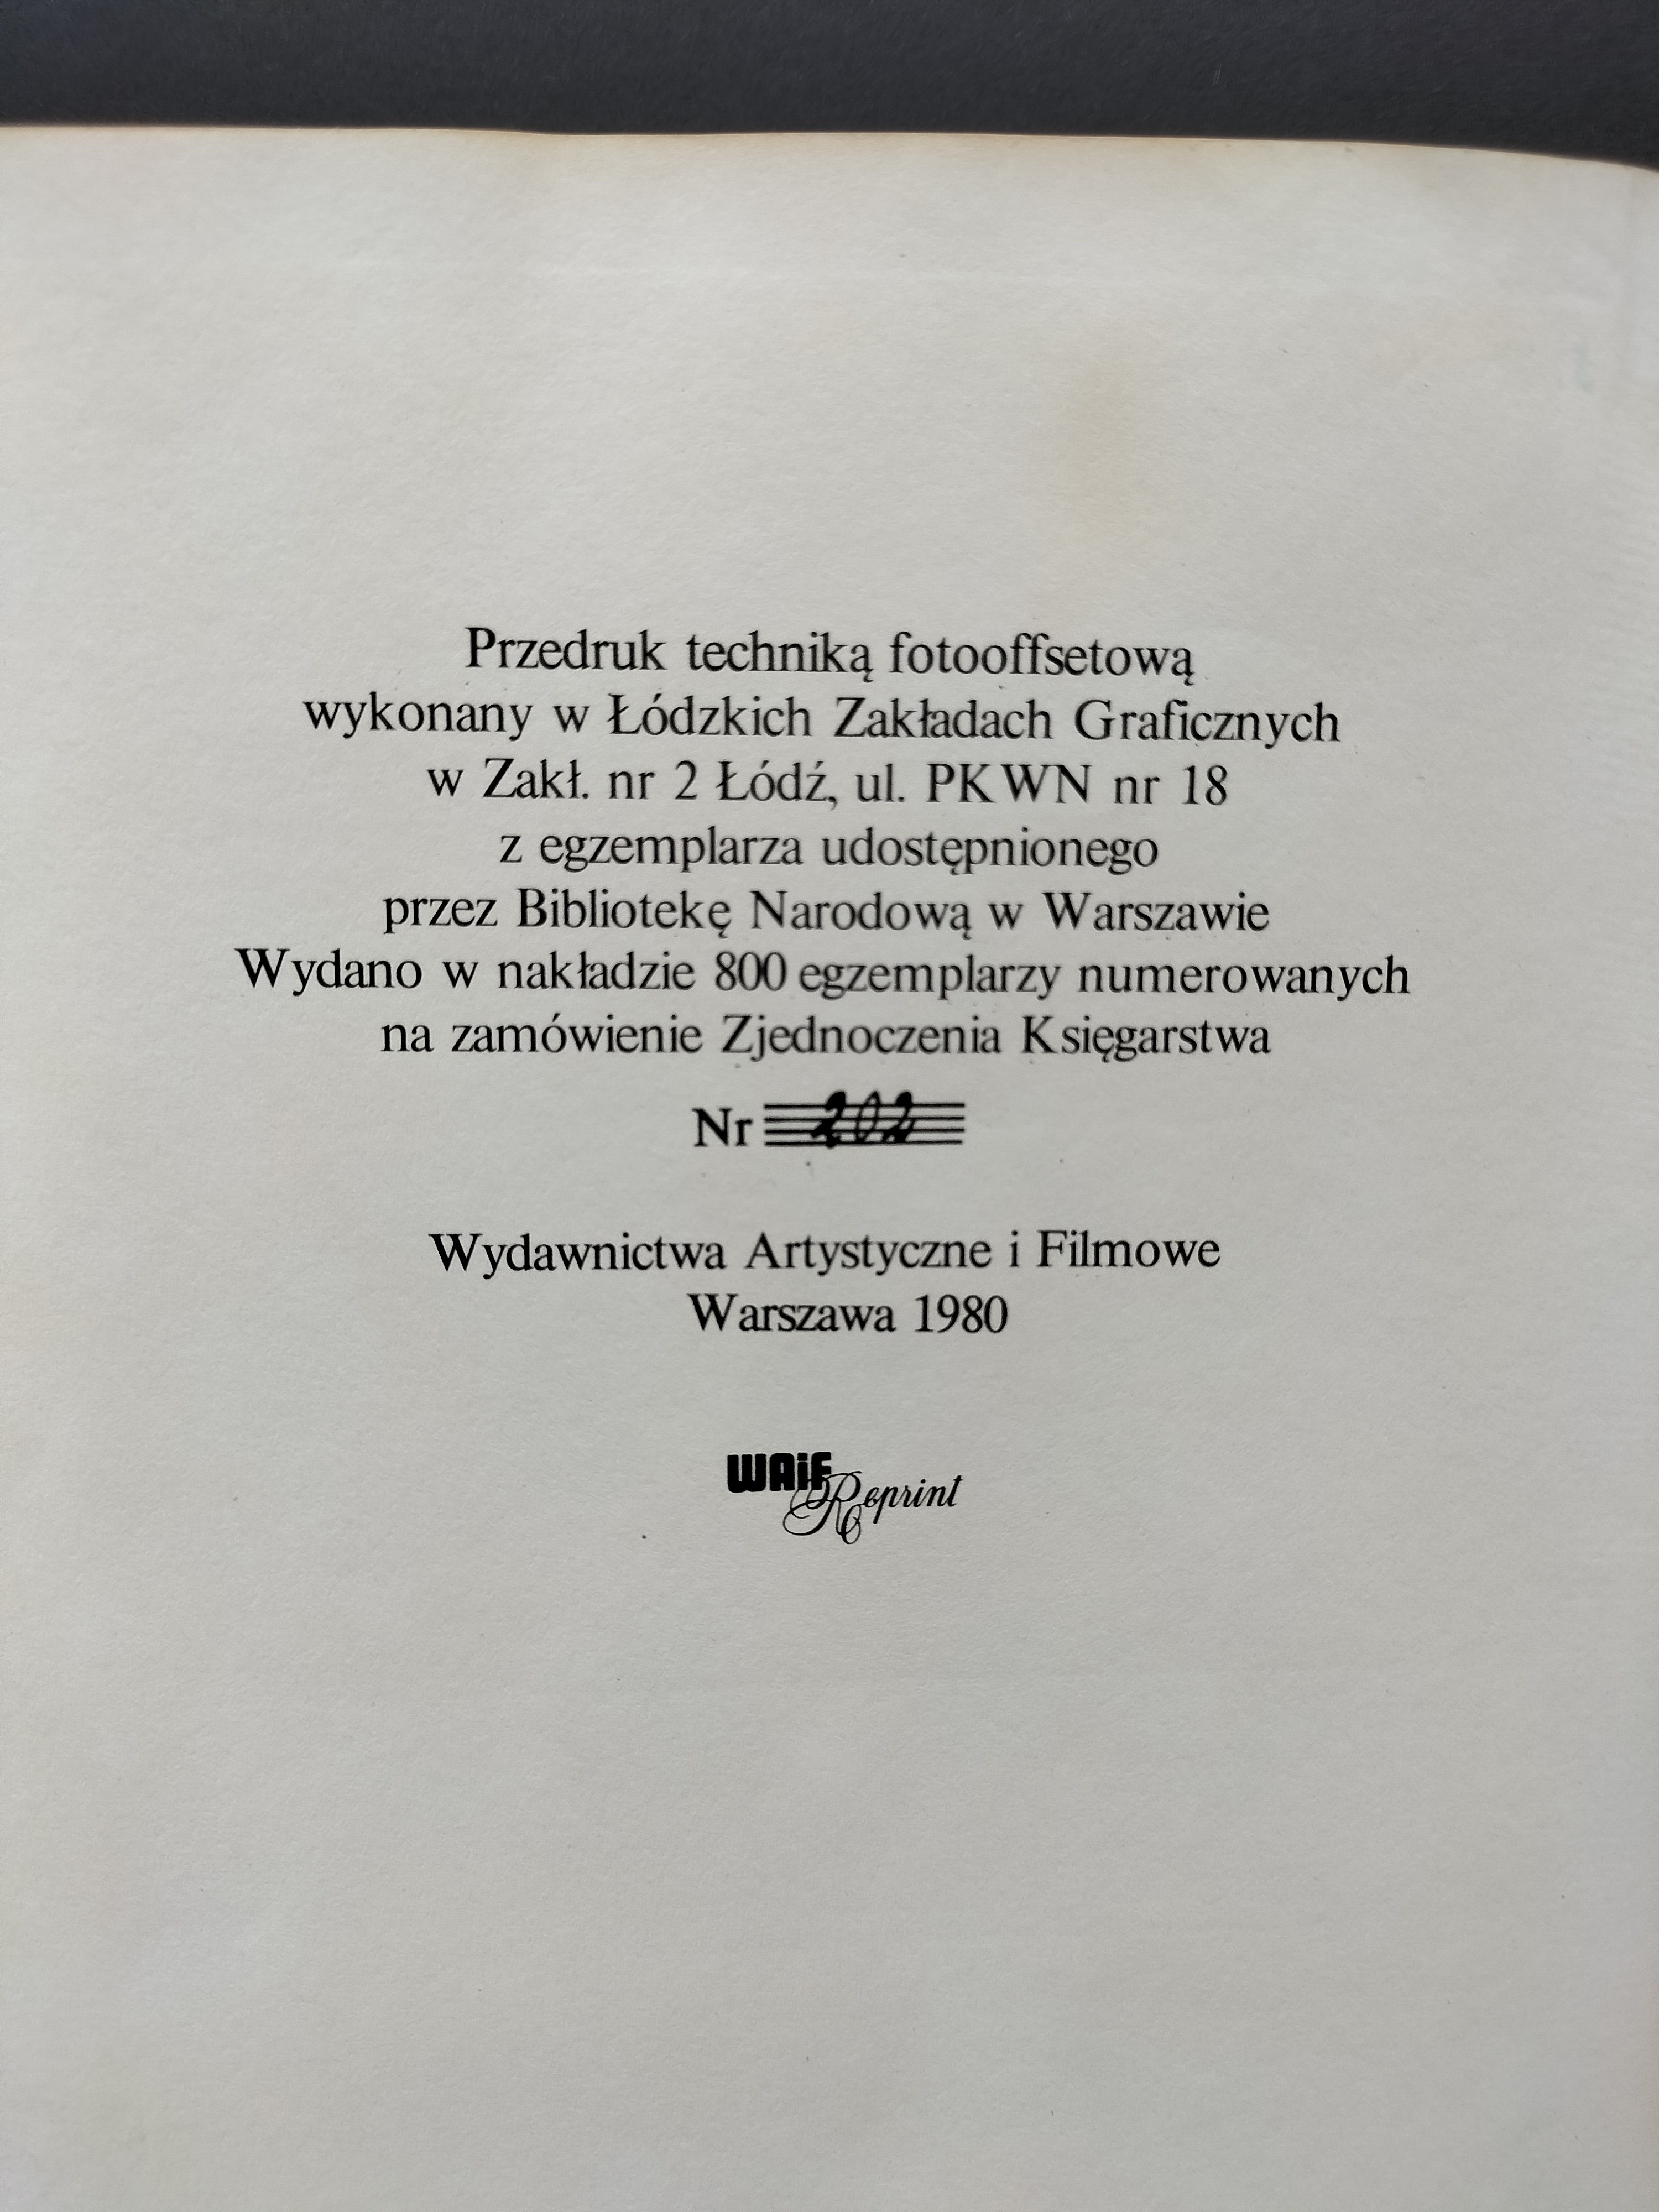 Przedruk techniką fotooffsetową
wykonany w Łódzkich Zakładach Graficznych
w Zakł. nr 2 Łódź, ul. PKWN nr 18
z egzemplarza udostępnionego
przez Bibliotekę Narodową w Warszawie
Wydano w nakładzie 800 egzemplarzy numerowanych
na zamówienie Zjednoczenia Księgarstwa
Nr 202
Wydawnictwa Artystyczne i Filmowe
Warszawa 1980
WAiF
Reprint